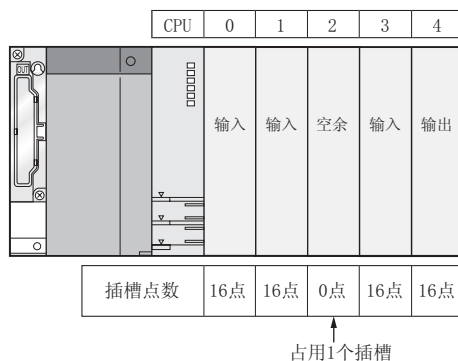 CPU 0 1 2 3 4
OUT
输入 输入 空余 输入 输出
插槽点数 16点 16点 0点 16点 16点
占用1个插槽